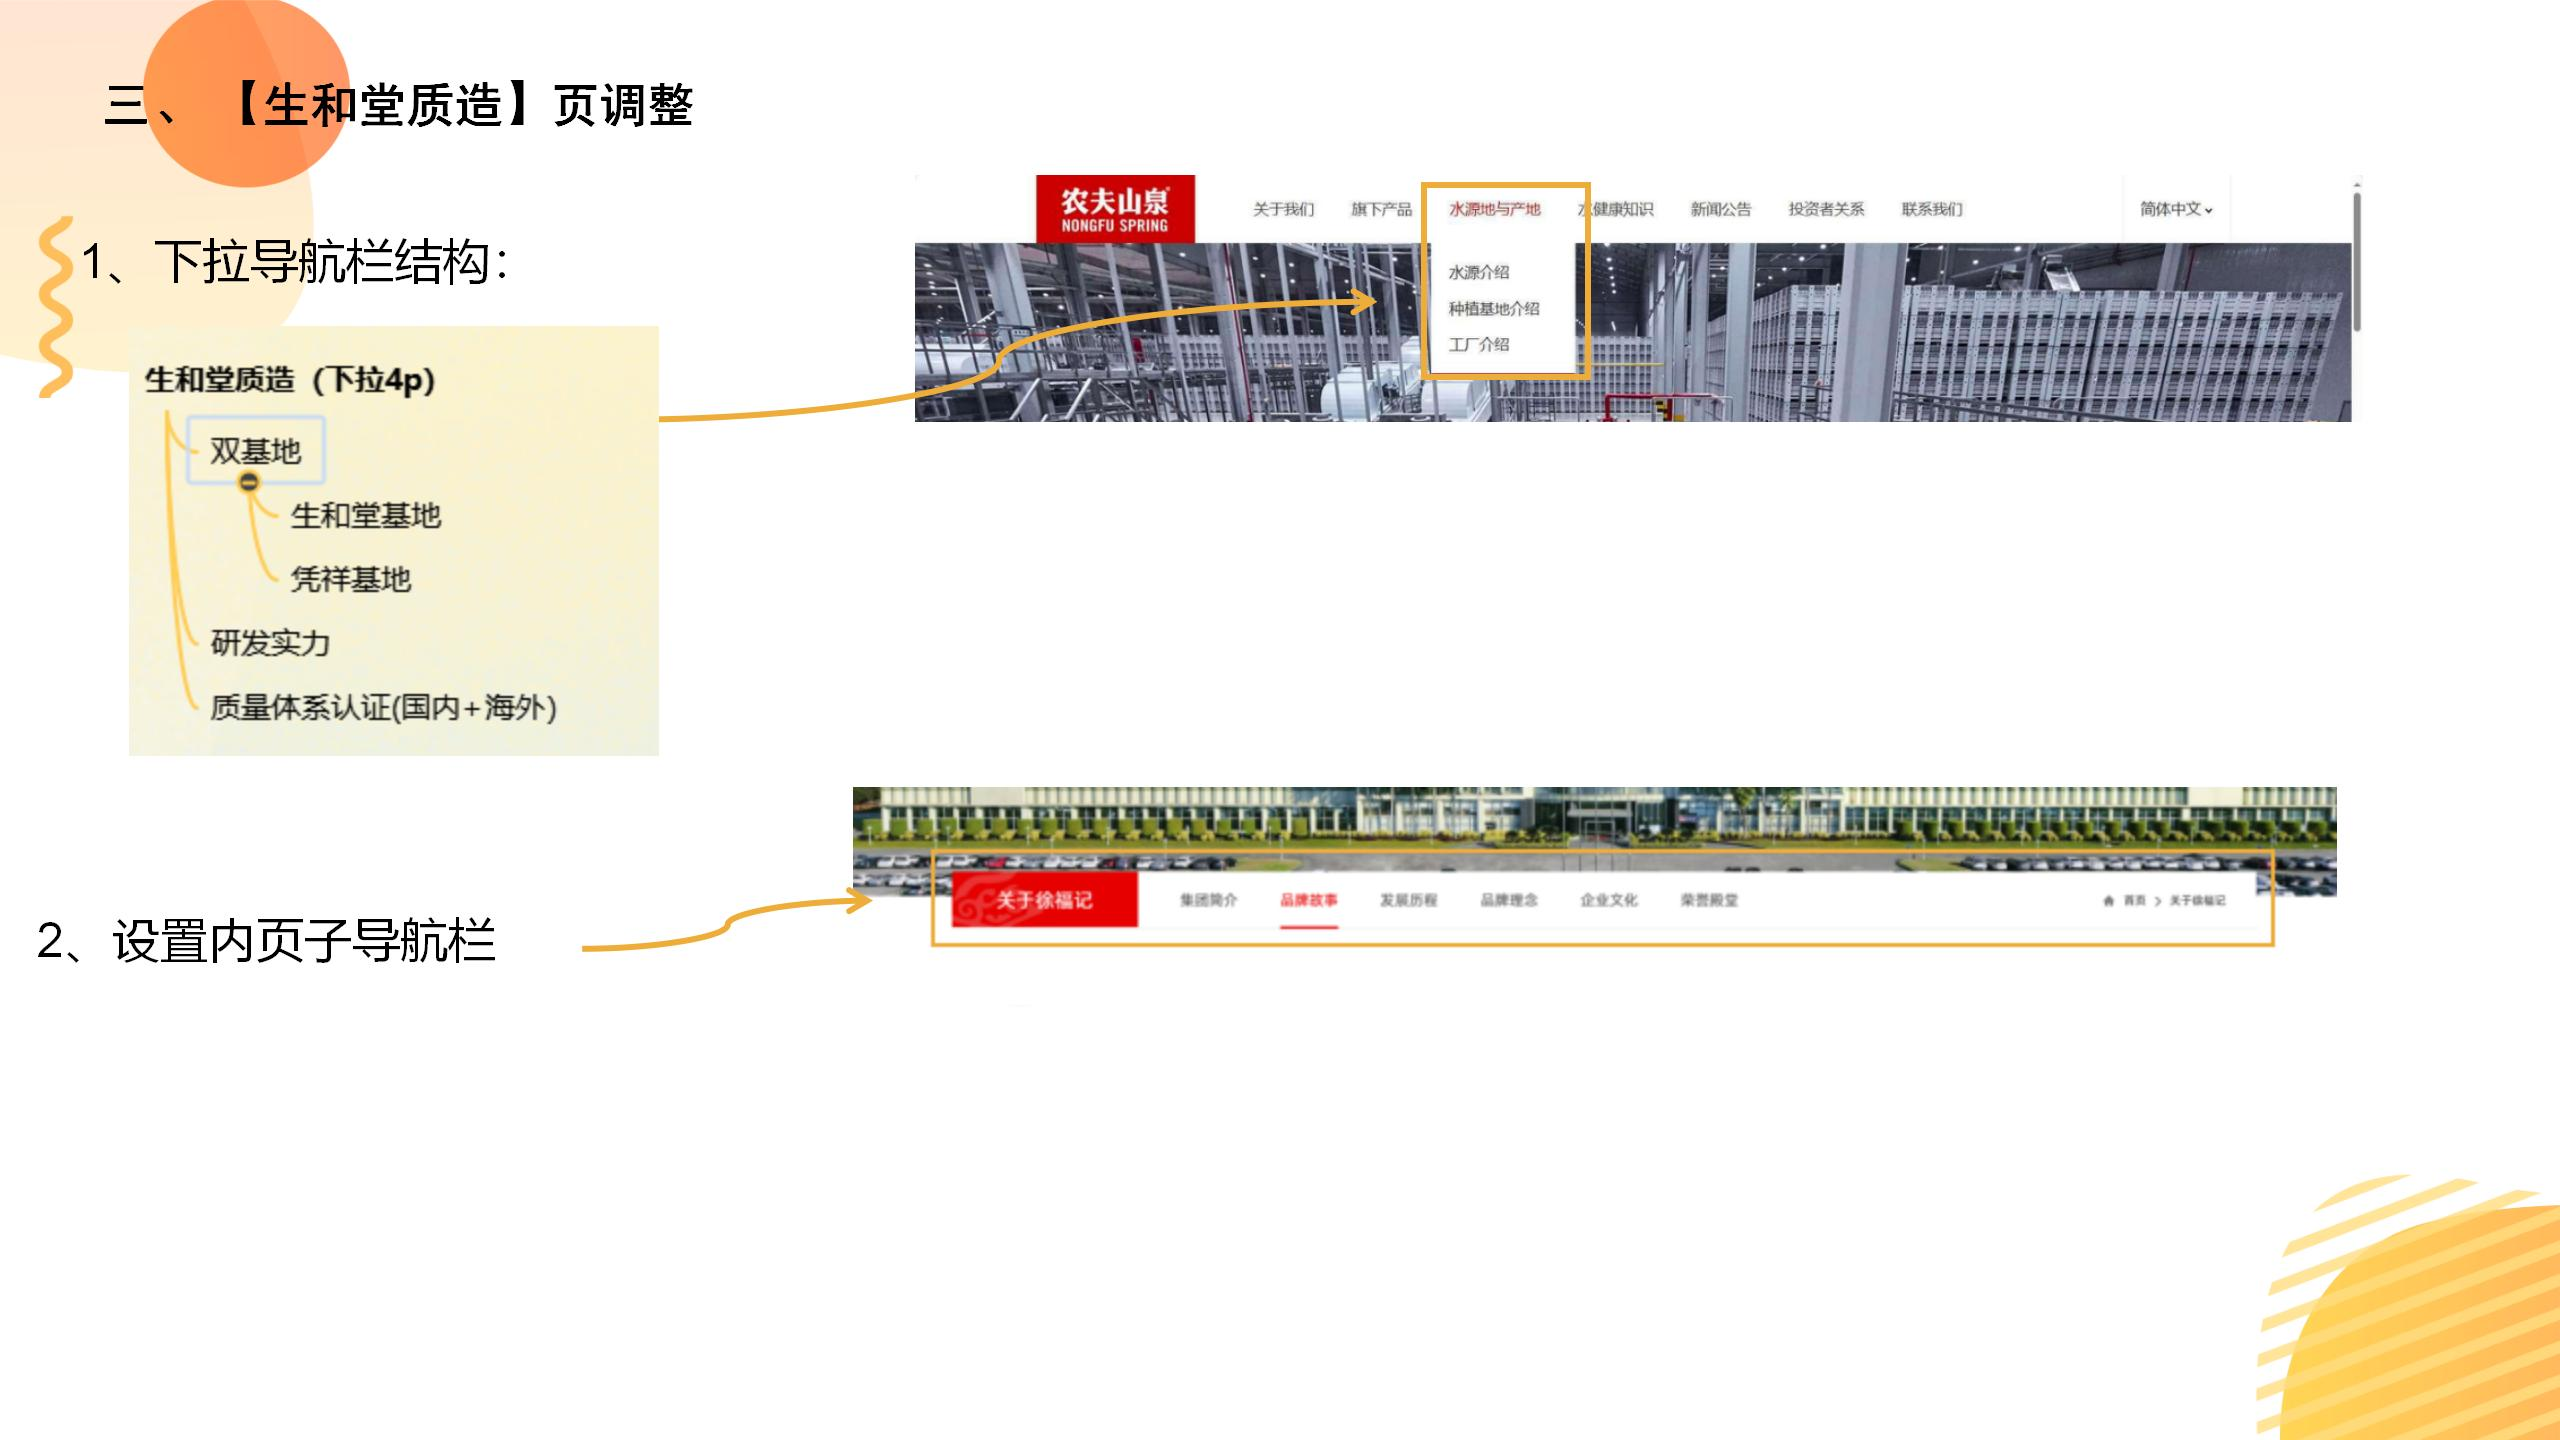 三、【生和堂质造】页调整
1、下拉导航栏结构：
生和堂质造（下拉4p）
双基地
生和堂基地
凭祥基地
研发实力
质量体系认证(国内+海外)
农夫山泉
NONGFU SPRING
关于我们 旗下产品 水源地与产地 水健康知识 新闻公告 投资者关系 联系我们 简体中文
水源介绍
种植基地介绍
工厂介绍
2、设置内页子导航栏
关于徐福记 集团简介 品牌故事 发展历程 品牌理念 企业文化 荣誉殿堂 首页 > 关于徐福记